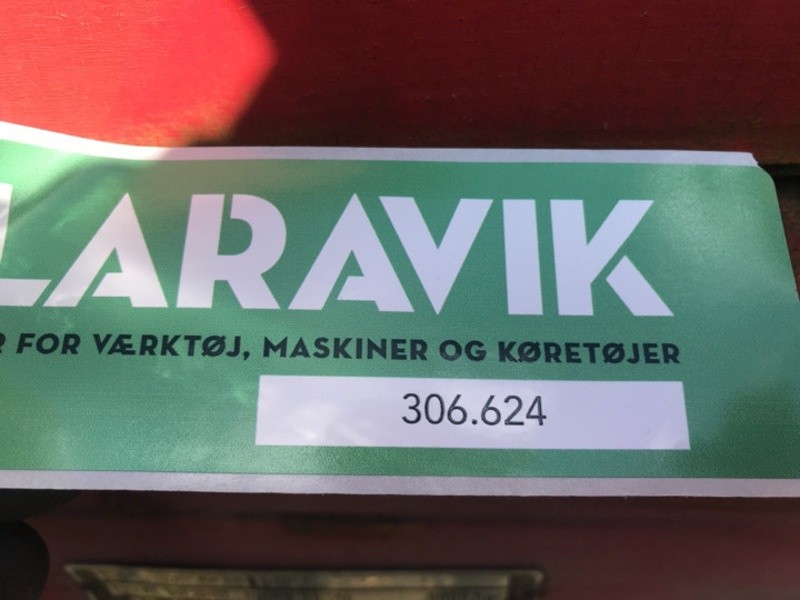 LARAVIK
R FOR VÆRKTØJ, MASKINER OG KØRETØJER
306.624